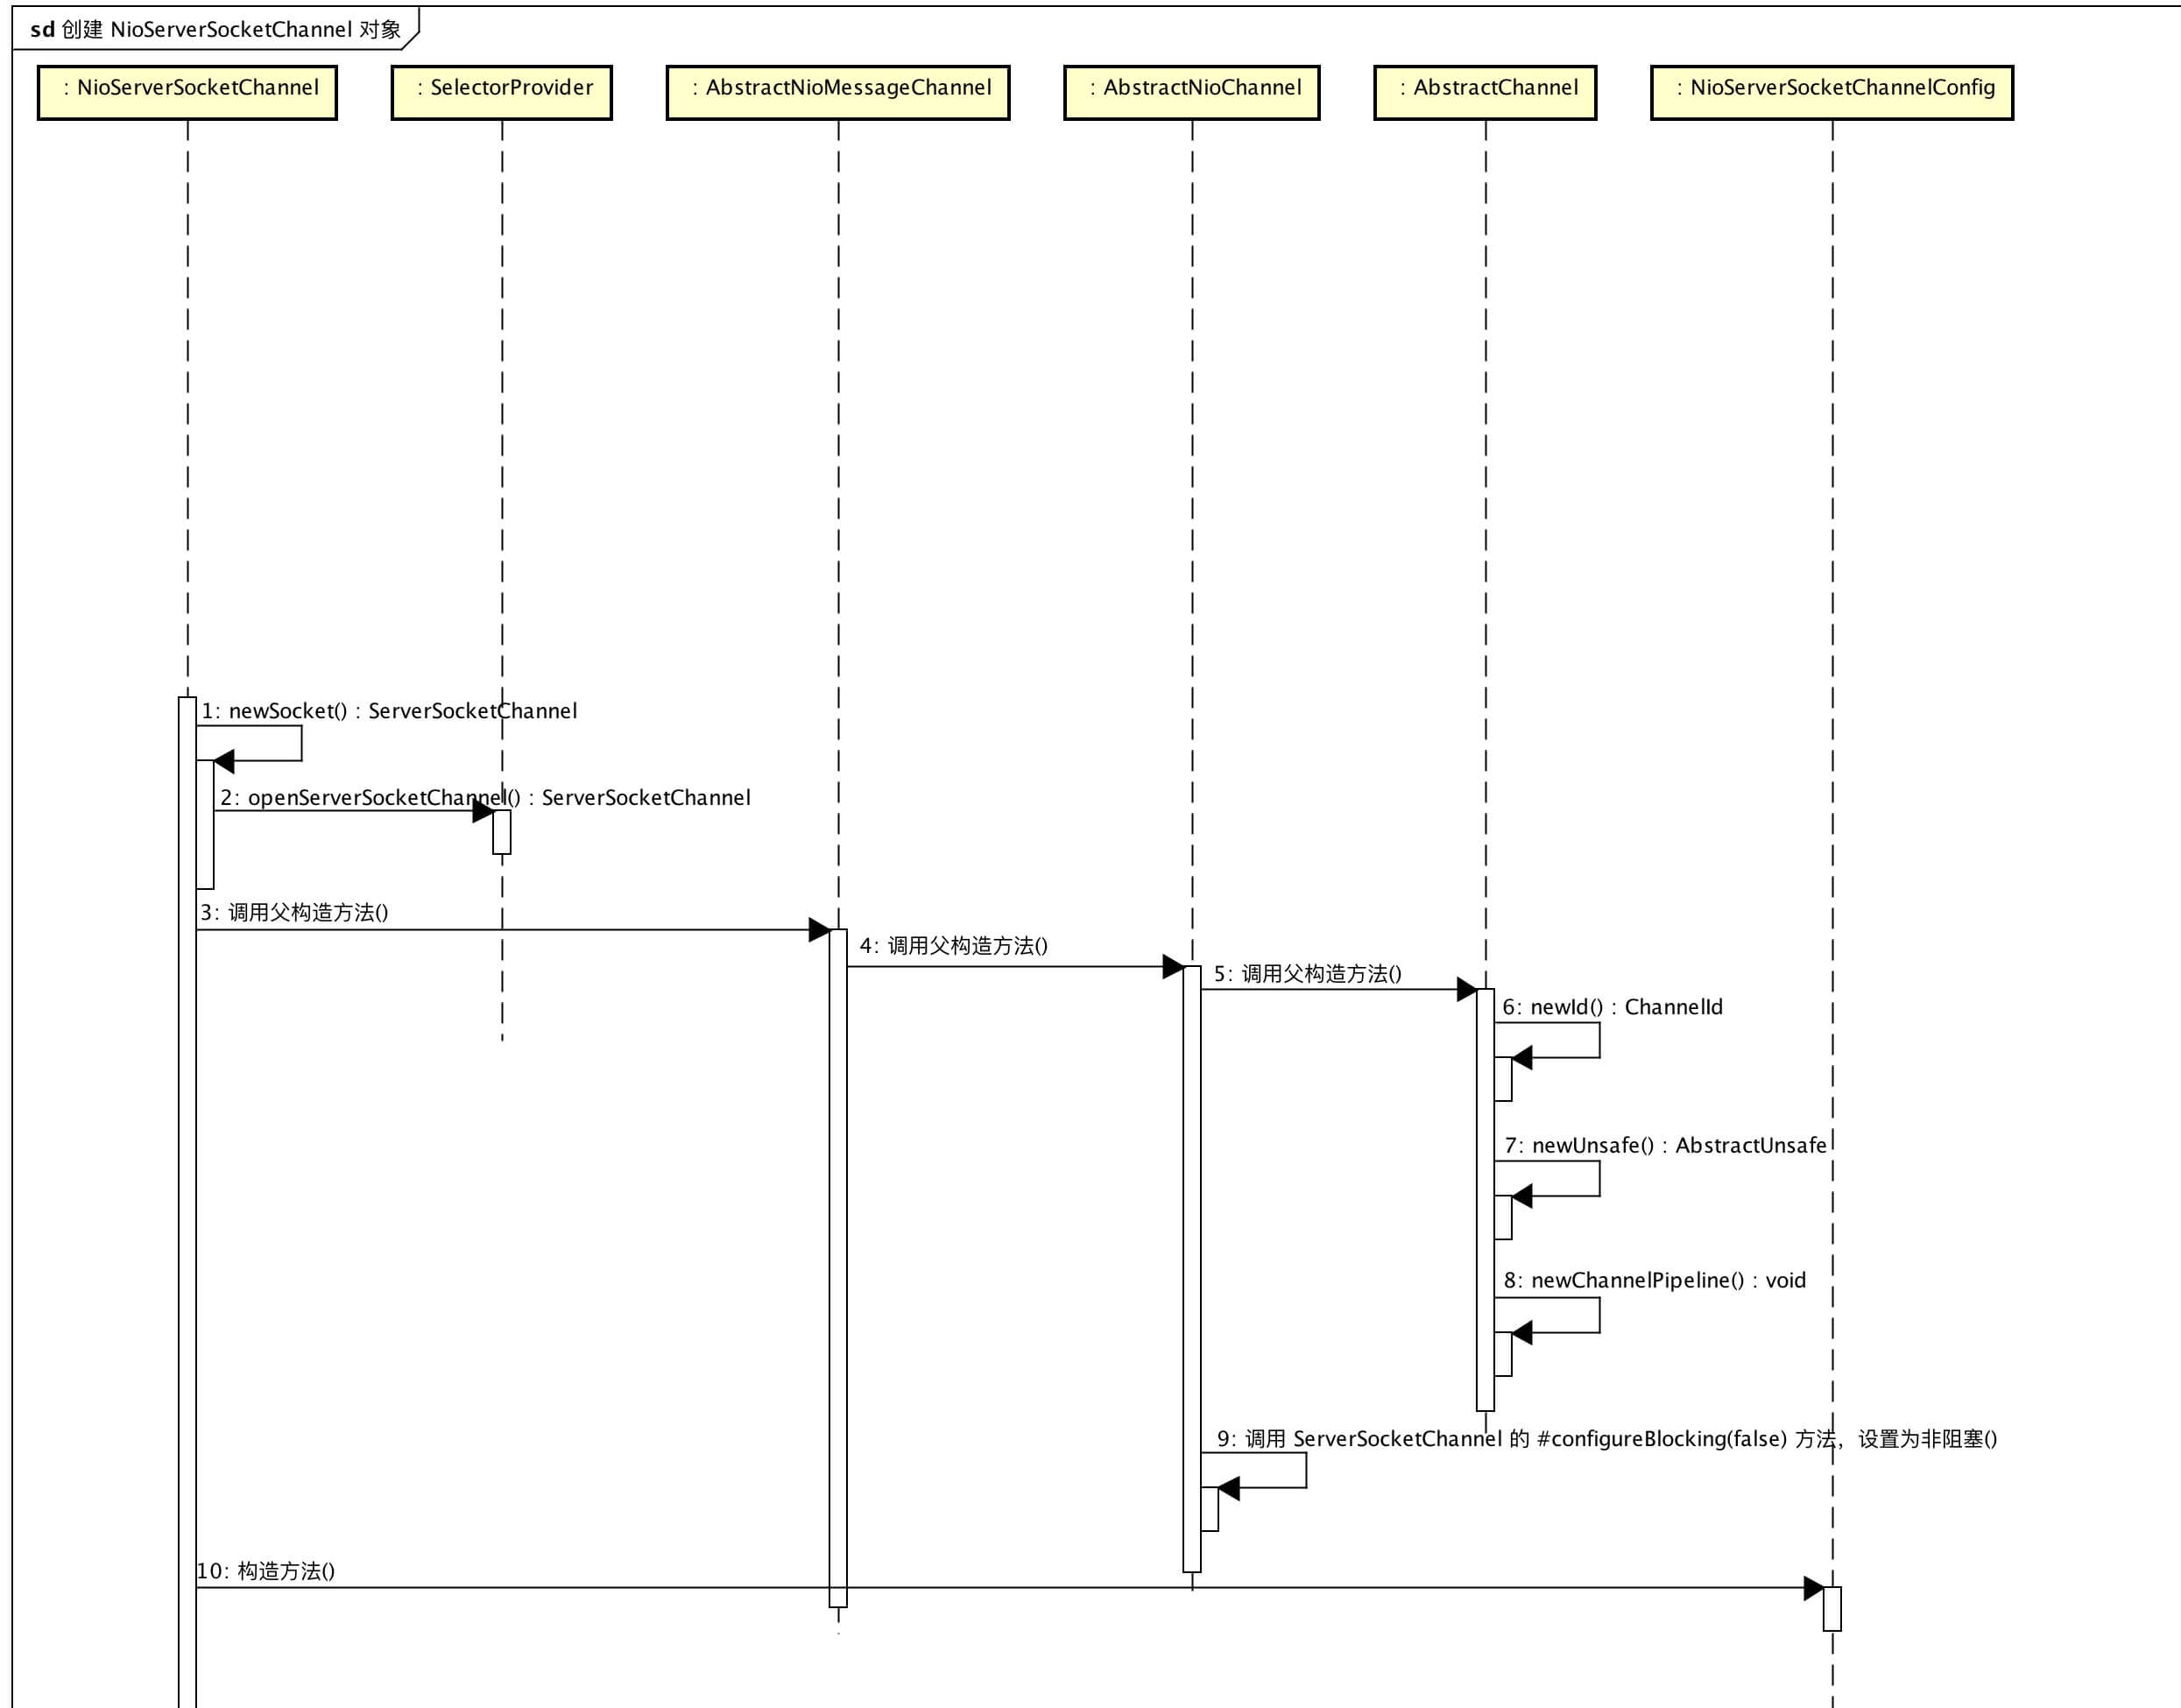 sd 创建 NioServerSocketChannel 对象
: NioServerSocketChannel
: SelectorProvider
: AbstractNioMessageChannel
: AbstractNioChannel
: AbstractChannel
: NioServerSocketChannelConfig
1: newSocket() : ServerSocketChannel
2: openServerSocketChannel() : ServerSocketChannel
3: 调用父构造方法()
4: 调用父构造方法()
5: 调用父构造方法()
6: newId() : ChannelId
7: newUnsafe() : AbstractUnsafe
8: newChannelPipeline() : void
9: 调用 ServerSocketChannel 的 #configureBlocking(false) 方法，设置为非阻塞()
10: 构造方法()